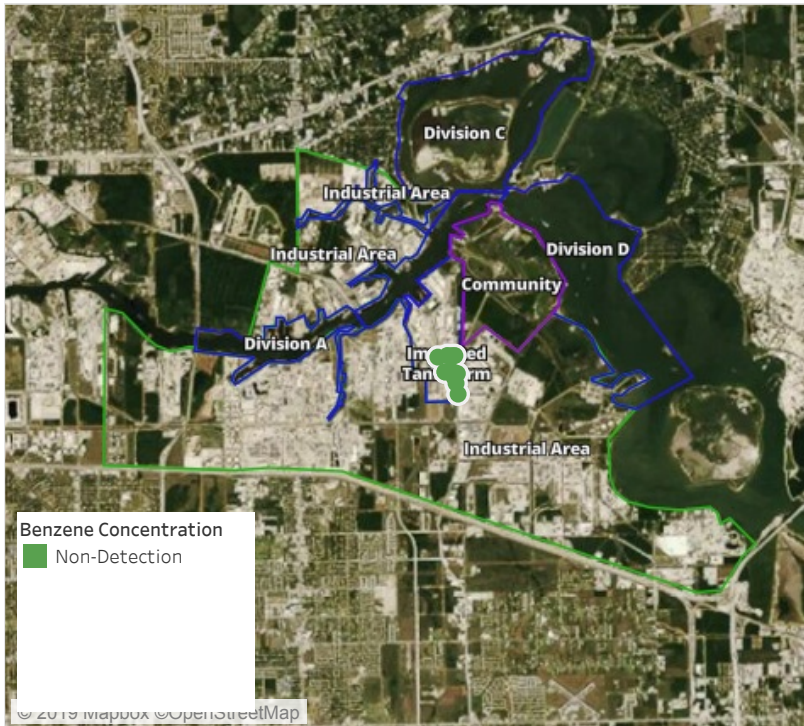 Division C
Industrial Area
Industrial Area
Division D
Community
Division A
Industrial Area
Benzene Concentration
Non-Detection
© 2019 Mapbox ©OpenStreetMap